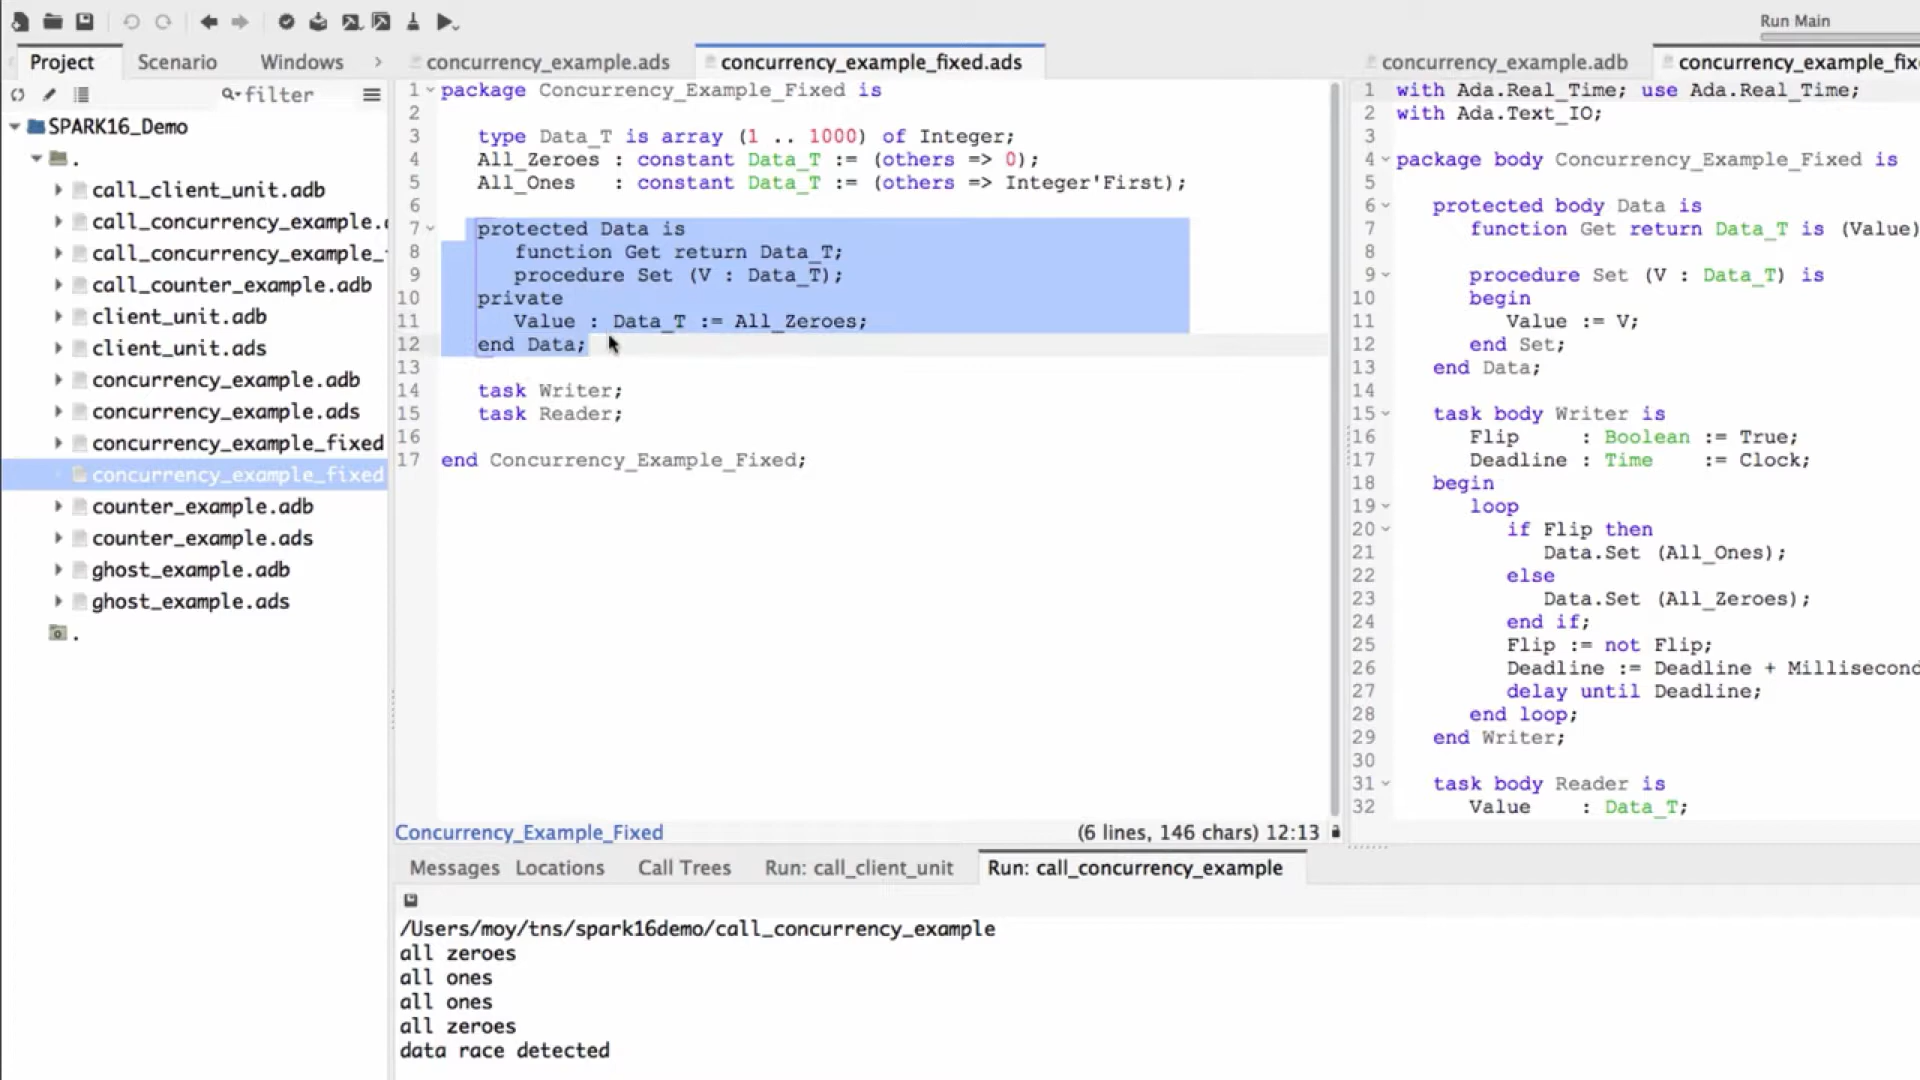 Run Main
Project Scenario Windows
filter
SPARK16_Demo
.
call_client_unit.adb
call_concurrency_example.
call_concurrency_example_
call_counter_example.adb
client_unit.adb
client_unit.ads
concurrency_example.adb
concurrency_example.ads
concurrency_example_fixed
concurrency_example_fixed
counter_example.adb
counter_example.ads
ghost_example.adb
ghost_example.ads
.
concurrency_example.ads concurrency_example_fixed.ads
1 package Concurrency_Example_Fixed is
2
3 type Data_T is array (1 .. 1000) of Integer;
4 All_Zeroes : constant Data_T := (others => 0);
5 All_Ones : constant Data_T := (others => Integer'First);
6
7 protected Data is
8 function Get return Data_T;
9 procedure Set (V : Data_T);
10 private
11 Value : Data_T := All_Zeroes;
12 end Data;
13
14 task Writer;
15 task Reader;
16
17 end Concurrency_Example_Fixed;
Concurrency_Example_Fixed (6 lines, 146 chars) 12:13
concurrency_example.adb concurrency_example_fix
1 with Ada.Real_Time; use Ada.Real_Time;
2 with Ada.Text_IO;
3
4 package body Concurrency_Example_Fixed is
5
6 protected body Data is
7 function Get return Data_T is (Value)
8
9 procedure Set (V : Data_T) is
10 begin
11 Value := V;
12 end Set;
13 end Data;
14
15 task body Writer is
16 Flip : Boolean := True;
17 Deadline : Time := Clock;
18 begin
19 loop
20 if Flip then
21 Data.Set (All_Ones);
22 else
23 Data.Set (All_Zeroes);
24 end if;
25 Flip := not Flip;
26 Deadline := Deadline + Millisecond
27 delay until Deadline;
28 end loop;
29 end Writer;
30
31 task body Reader is
32 Value : Data_T;
Messages Locations Call Trees Run: call_client_unit Run: call_concurrency_example
/Users/moy/tns/spark16demo/call_concurrency_example
all zeroes
all ones
all ones
all zeroes
data race detected